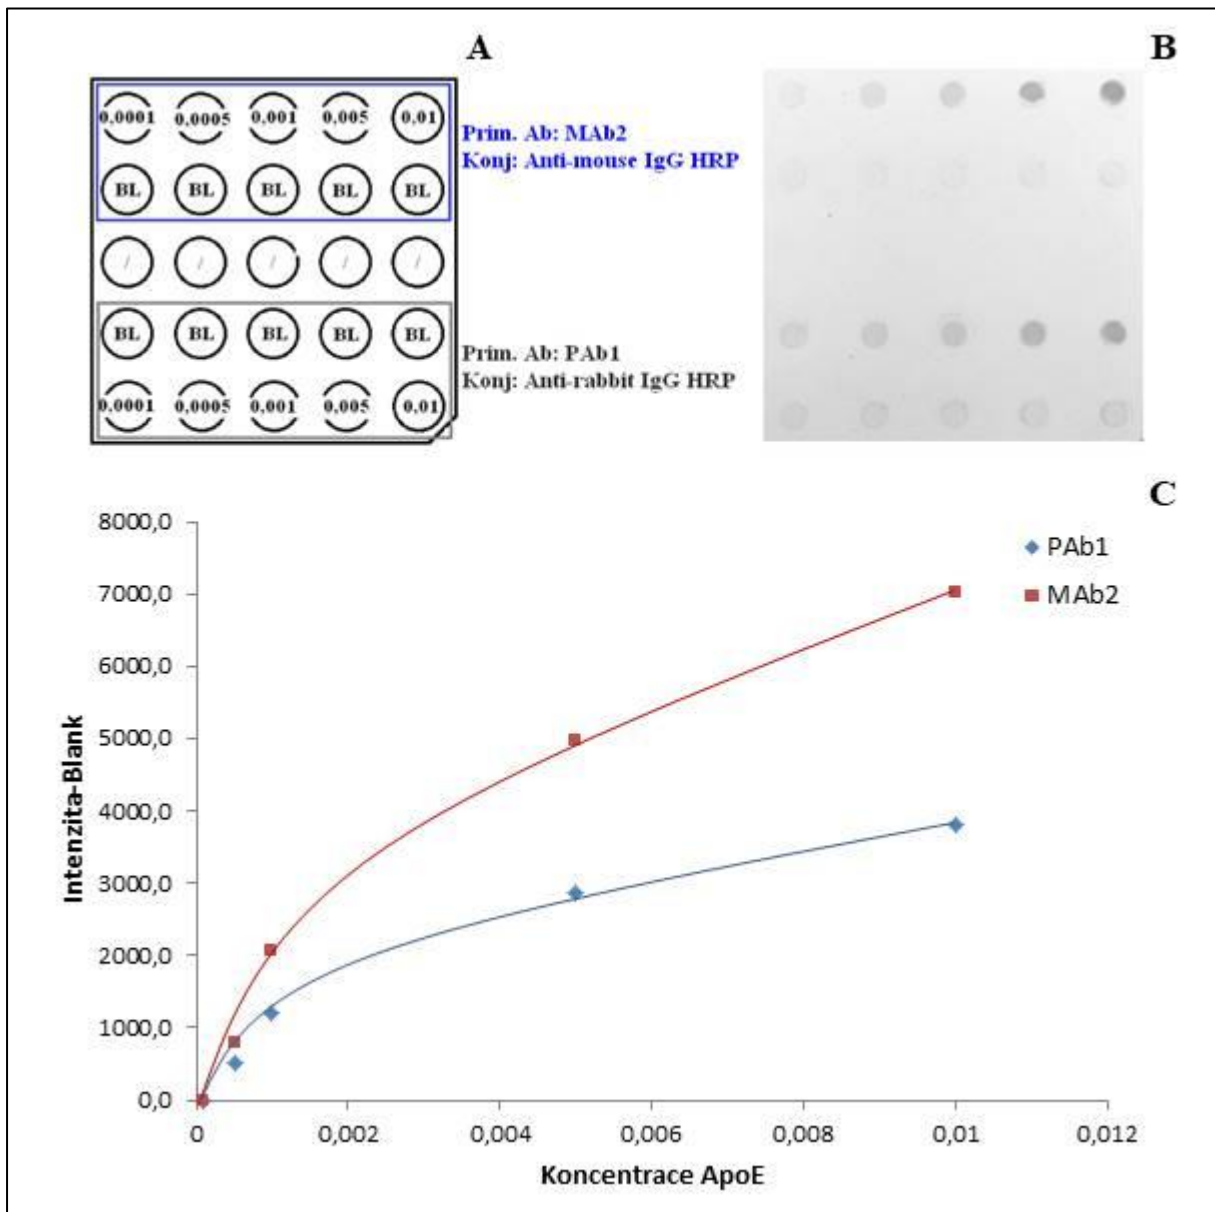 A
B
0,0001 0,0005 0,001 0,005 0,01
BL BL BL BL BL
Prim. Ab: MAb2
Konj: Anti-mouse IgG HRP
/ / / / /
BL BL BL BL BL
0,0001 0,0005 0,001 0,005 0,01
Prim. Ab: PAb1
Konj: Anti-rabbit IgG HRP
C
8000,0
7000,0
6000,0
5000,0
4000,0
3000,0
2000,0
1000,0
0,0
Intenzita-Blank
PAb1
MAb2
0 0,002 0,004 0,006 0,008 0,01 0,012
Koncentrace ApoE